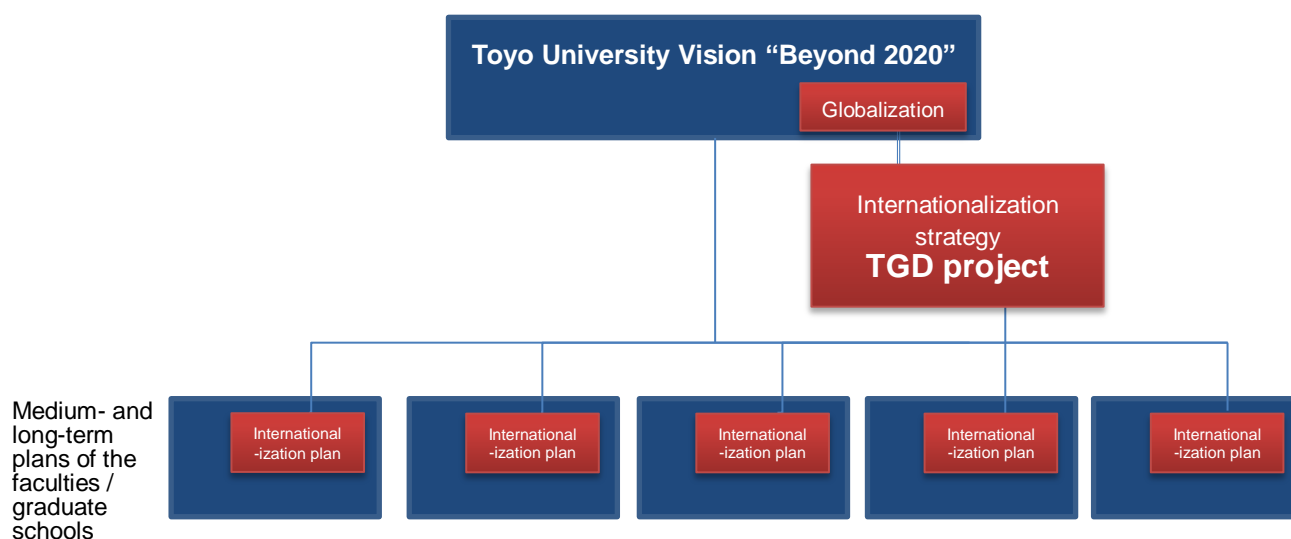 Toyo University Vision “Beyond 2020”
Globalization
Internationalization
strategy
TGD project
Medium- and
long-term
plans of the
faculties /
graduate
schools
International
-ization plan
International
-ization plan
International
-ization plan
International
-ization plan
International
-ization plan